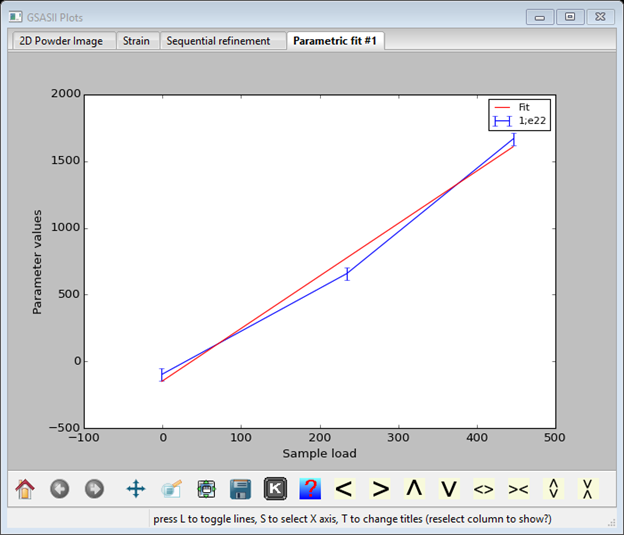 GSASII Plots
2D Powder Image Strain Sequential refinement Parametric fit #1
Fit
1;e22
2000
1500
1000
500
0
−500
Parameter values
−100 0 100 200 300 400 500
Sample load
K ? < > Λ V <> ><
press L to toggle lines, S to select X axis, T to change titles (reselect column to show?)